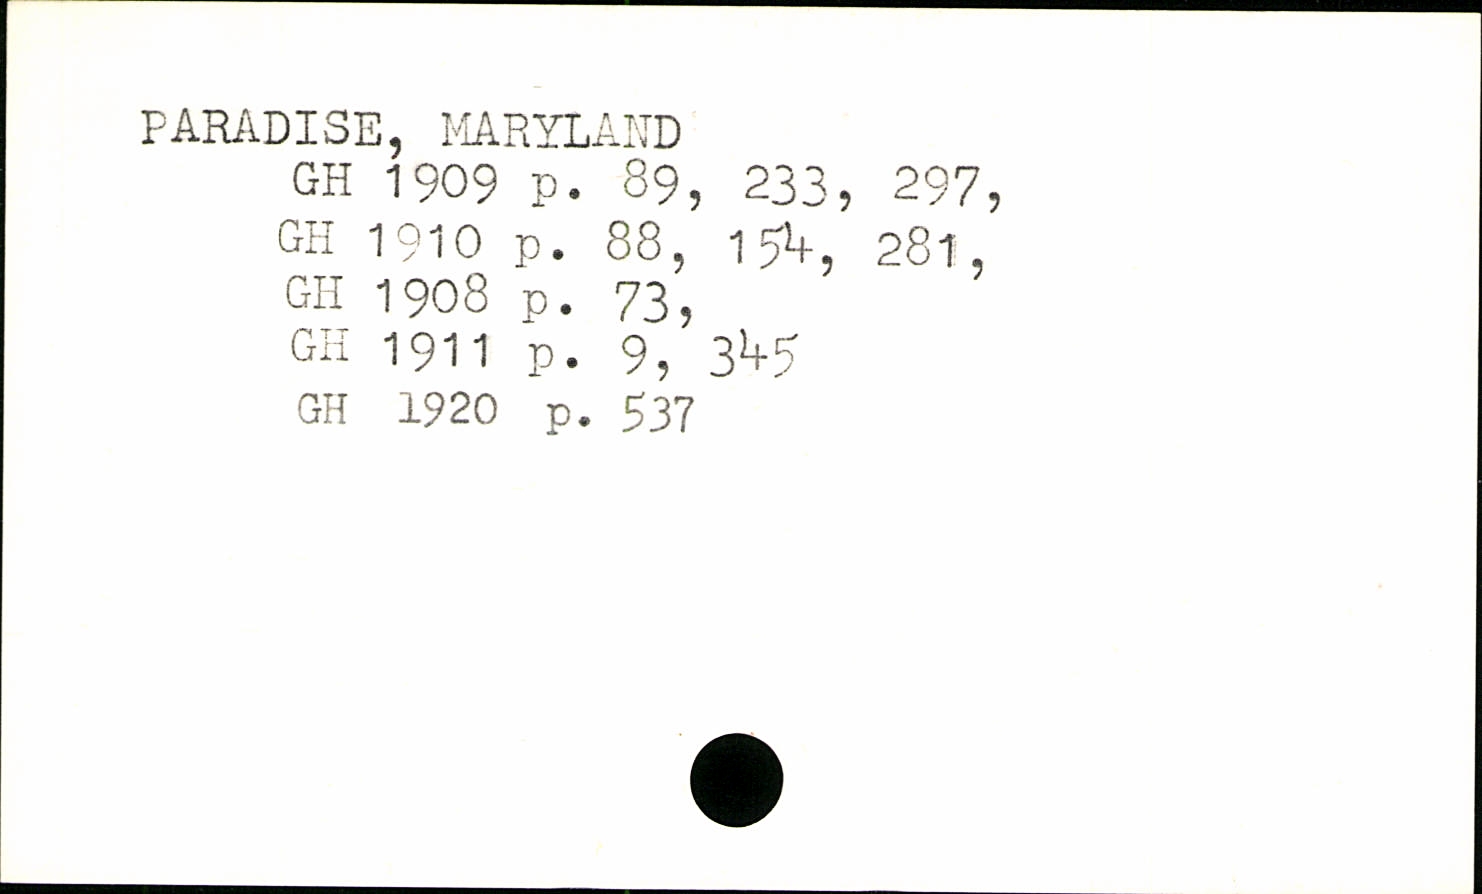 PARADISE, MARYLAND
GH 1909 p. 89, 233, 297,
GH 1910 p. 88, 154, 281,
GH 1908 p. 73,
GH 1911 p. 9, 345
GH 1920 p. 537